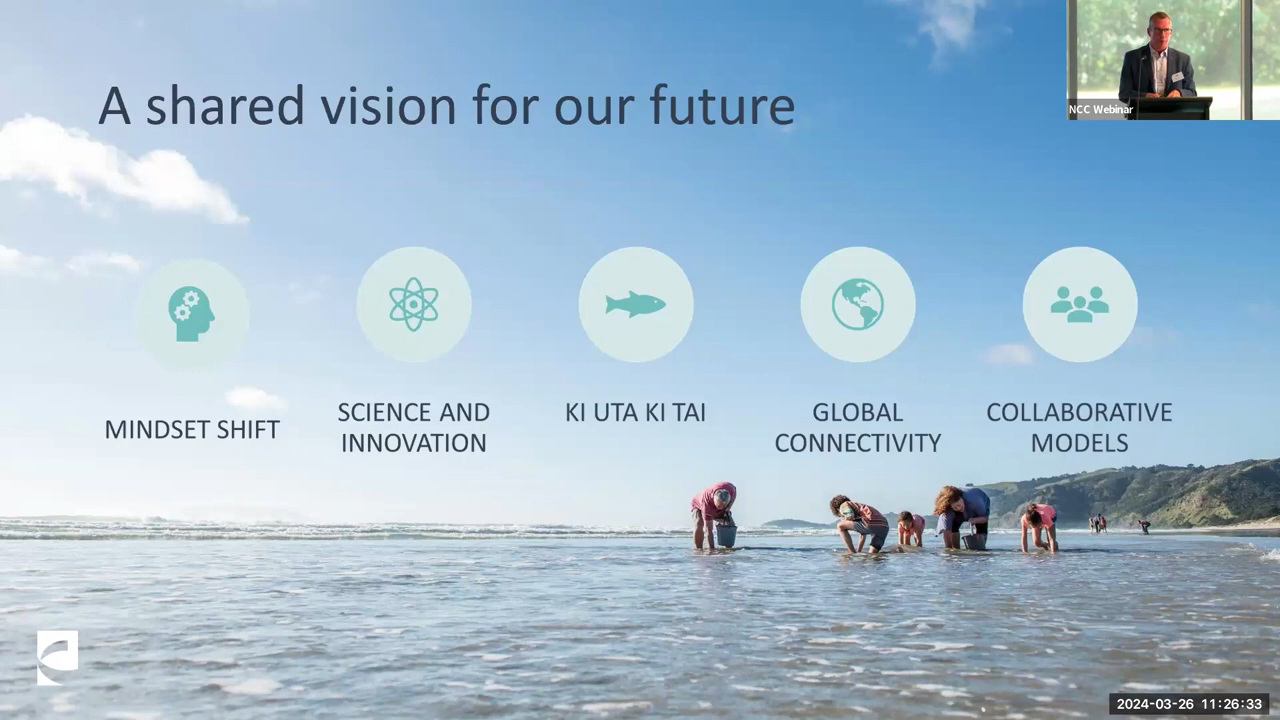 A shared vision for our future
NCC Webinar
MINDSET SHIFT
SCIENCE AND
INNOVATION
KI UTA KI TAI
GLOBAL
CONNECTIVITY
COLLABORATIVE
MODELS
2024-03-26 11:26:33